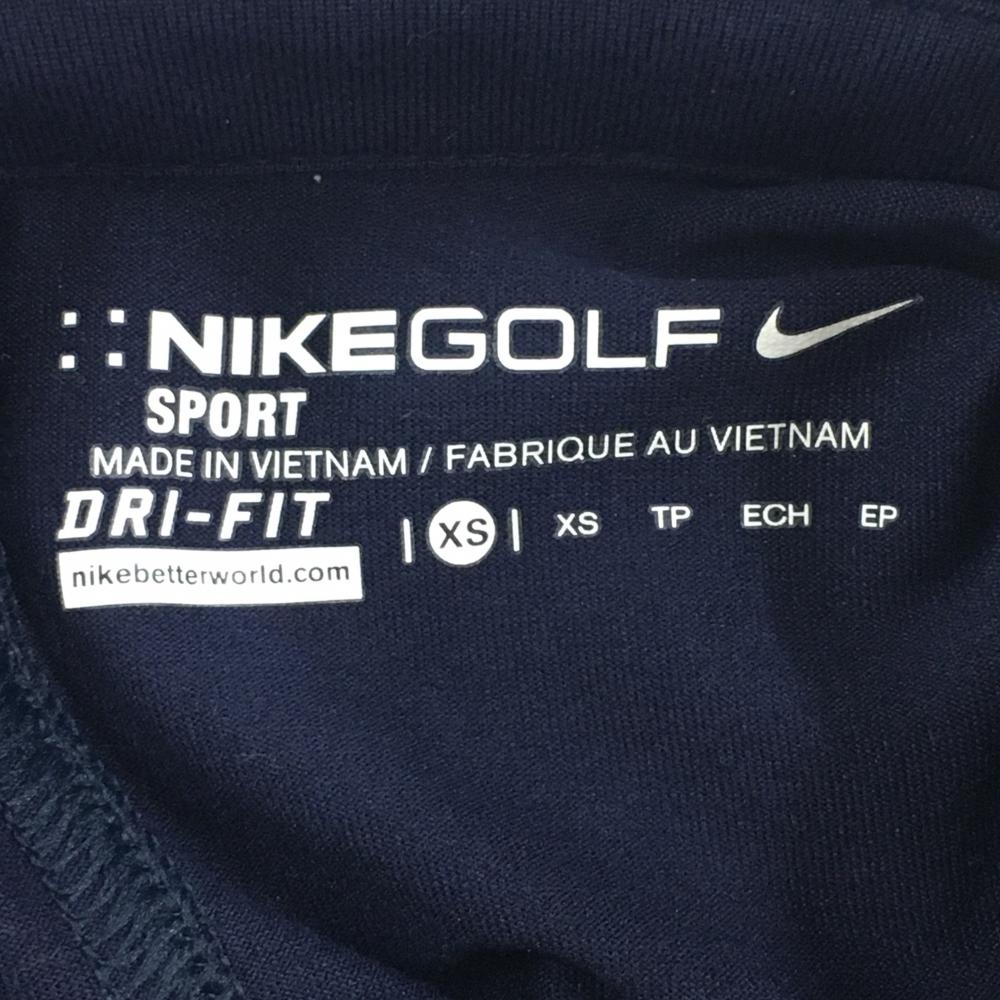 NIKEGOLF
SPORT
MADE IN VIETNAM / FABRIQUE AU VIETNAM
DRI-FIT | XS | XS TP ECH EP
nikebetterworld.com